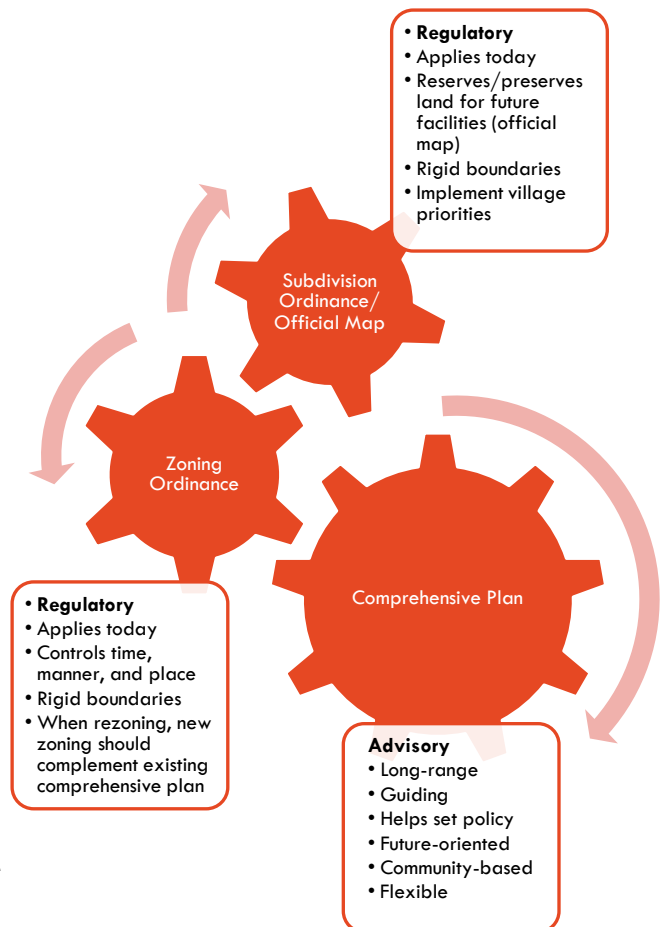 • Regulatory
• Applies today
• Reserves/preserves
land for future
facilities (official
map)
• Rigid boundaries
• Implement village
priorities
Subdivision
Ordinance/
Official Map
Zoning
Ordinance
Comprehensive Plan
• Regulatory
• Applies today
• Controls time,
manner, and place
• Rigid boundaries
• When rezoning, new
zoning should
complement existing
comprehensive plan
Advisory
• Long-range
• Guiding
• Helps set policy
• Future-oriented
• Community-based
• Flexible